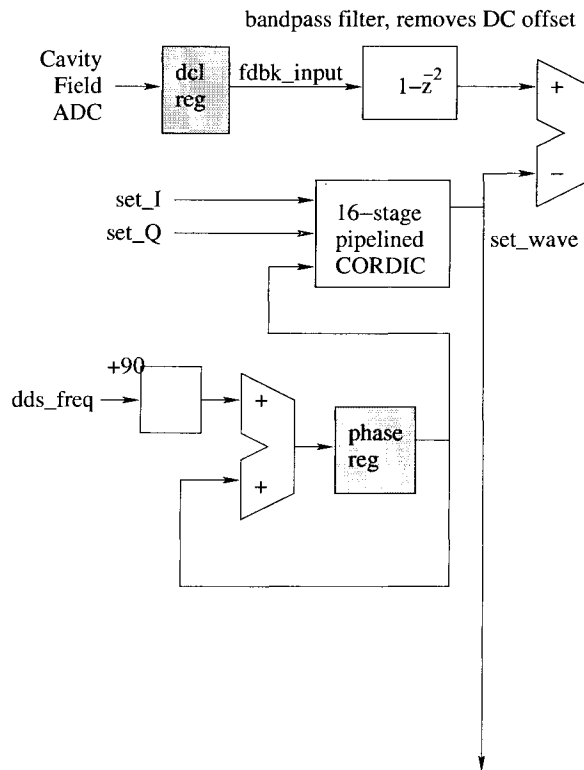 bandpass filter, removes DC offset
Cavity
Field
ADC
dcl
reg
fdbk_input
1–z̄²
+
–
set_I
set_Q
16–stage
pipelined
CORDIC
set_wave
+90
dds_freq
+
+
phase
reg